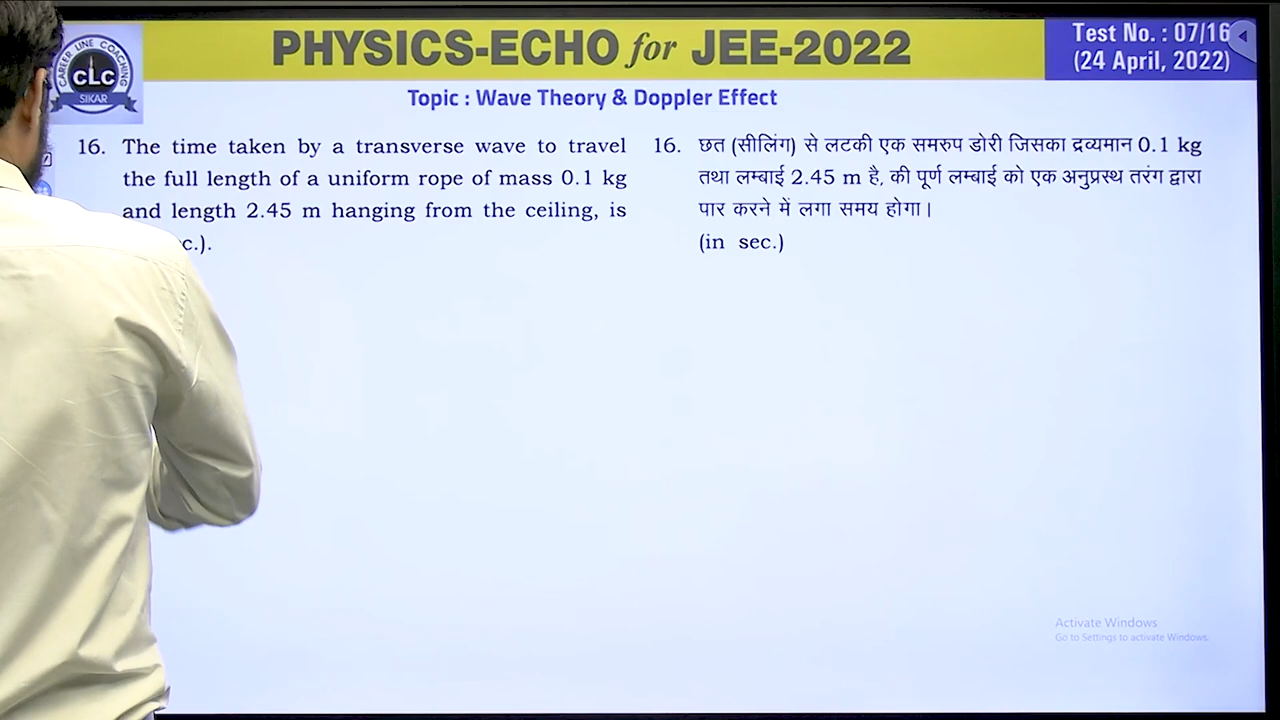 PHYSICS-ECHO for JEE-2022
Test No. : 07/16
(24 April, 2022)
CAREER LINE COACHING
CLC
SIKAR
Topic : Wave Theory & Doppler Effect
16. The time taken by a transverse wave to travel
the full length of a uniform rope of mass 0.1 kg
and length 2.45 m hanging from the ceiling, is
c.).
16. छत (सीलिंग) से लटकी एक समरुप डोरी जिसका द्रव्यमान 0.1 kg
तथा लम्बाई 2.45 m है, की पूर्ण लम्बाई को एक अनुप्रस्थ तरंग द्वारा
पार करने में लगा समय होगा।
(in sec.)
Activate Windows
Go to Settings to activate Windows.